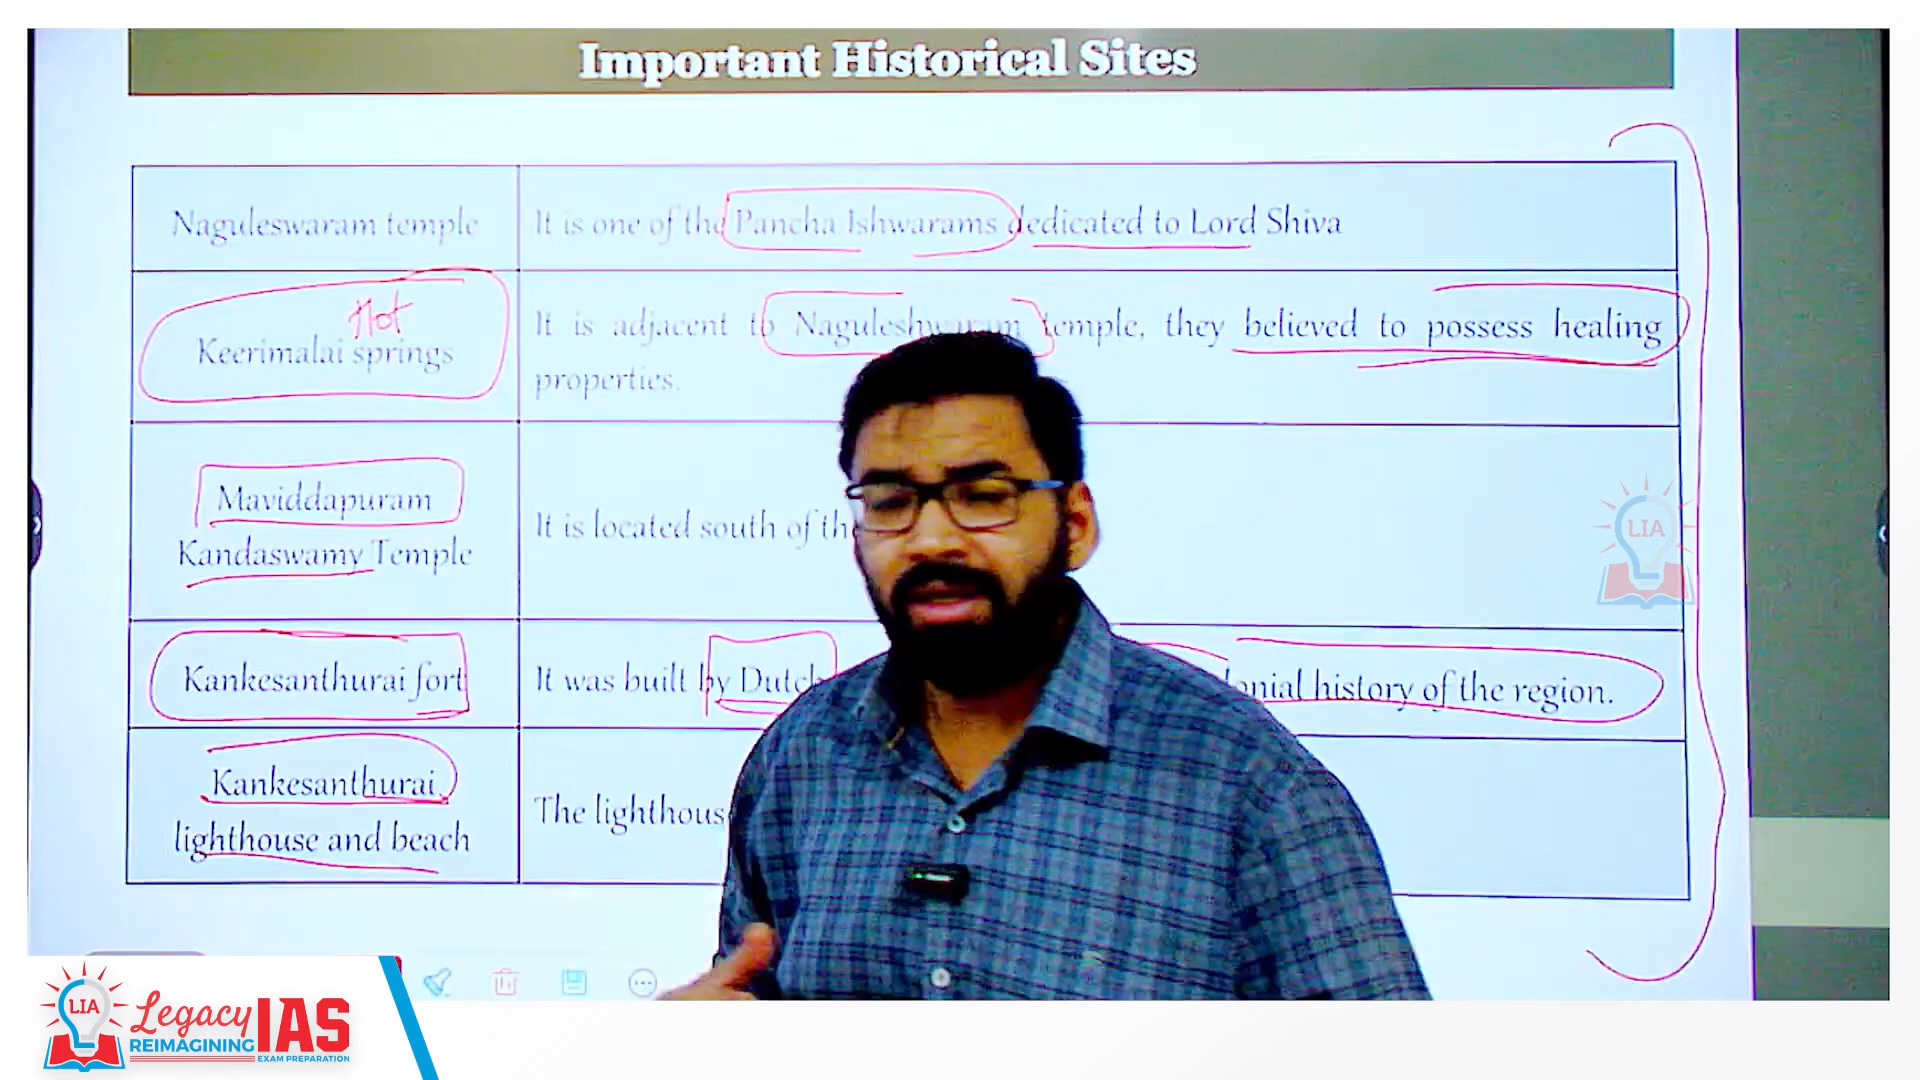 Important Historical Sites
Naguleswaram temple
It is one of the Pancha Ishwarams dedicated to Lord Shiva
Hot
Keerimalai springs
It is adjacent to Naguleshwaram temple, they believed to possess healing
properties.
Maviddapuram
Kandaswamy Temple
It is located south of the
Kankesanthurai fort
It was built by Dutch
history of the region.
Kankesanthurai
lighthouse and beach
The
LIA
LIA
Legacy IAS
REIMAGINING
EXAM PREPARATION